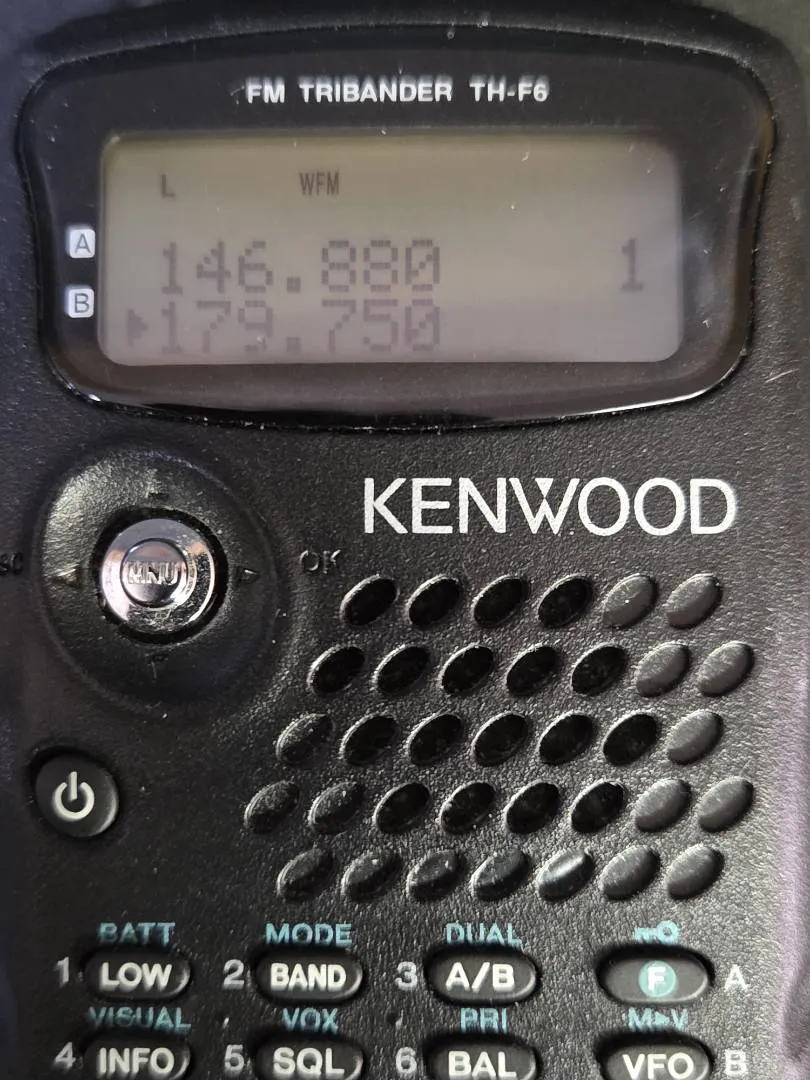 FM TRIBANDER TH-F6
L WFM
A 146.880 1
B ▶179.750
KENWOOD
MNU OK
BATT MODE DUAL
1 LOW 2 BAND 3 A/B F A
VISUAL VOX PRI M▶V
4 INFO 5 SQL 6 BAL VFO B